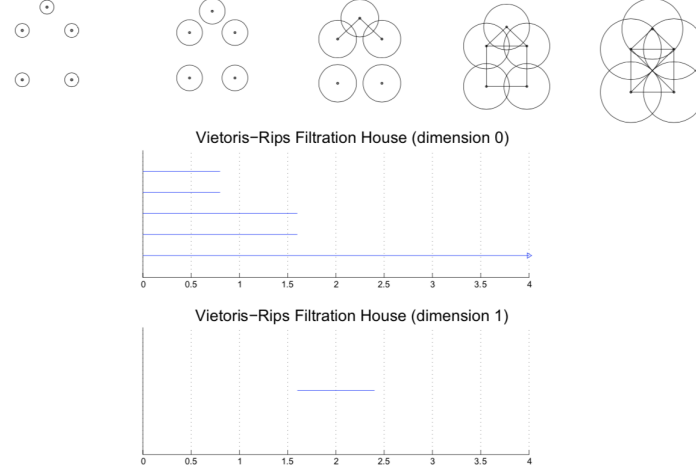 Vietoris−Rips Filtration House (dimension 0)
0 0.5 1 1.5 2 2.5 3 3.5 4
Vietoris−Rips Filtration House (dimension 1)
0 0.5 1 1.5 2 2.5 3 3.5 4